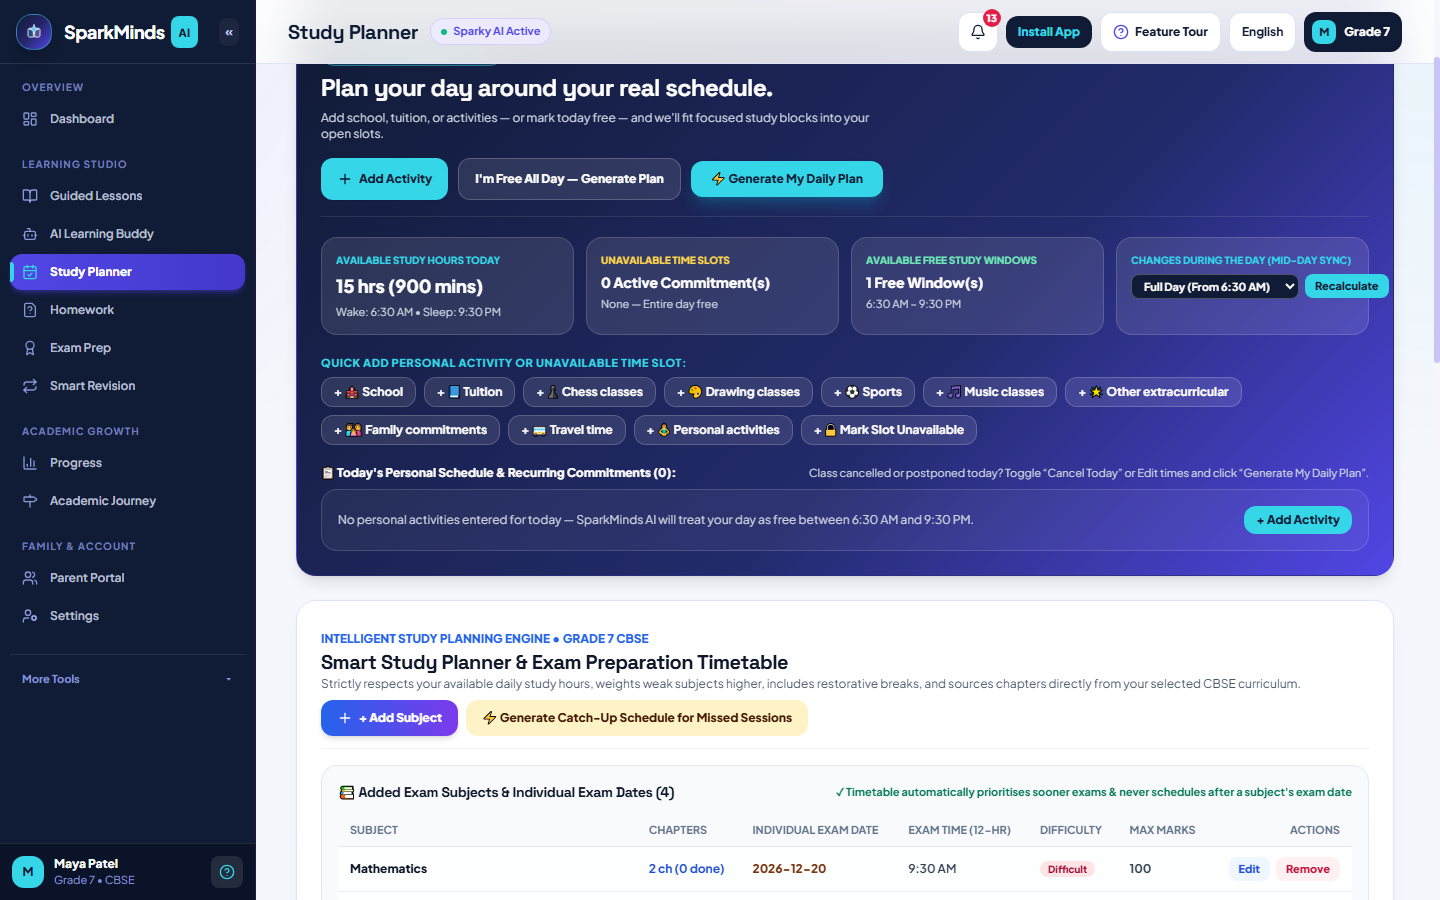 SparkMinds AI
«
OVERVIEW
Dashboard
LEARNING STUDIO
Guided Lessons
AI Learning Buddy
Study Planner
Homework
Exam Prep
Smart Revision
ACADEMIC GROWTH
Progress
Academic Journey
FAMILY & ACCOUNT
Parent Portal
Settings
More Tools
M
Maya Patel
Grade 7 • CBSE
Study Planner
Sparky AI Active
13
Install App
Feature Tour
English
M
Grade 7
Plan your day around your real schedule.
Add school, tuition, or activities — or mark today free — and we'll fit focused study blocks into your
open slots.
Add Activity
I'm Free All Day — Generate Plan
⚡ Generate My Daily Plan
AVAILABLE STUDY HOURS TODAY
15 hrs (900 mins)
Wake: 6:30 AM • Sleep: 9:30 PM
UNAVAILABLE TIME SLOTS
0 Active Commitment(s)
None — Entire day free
AVAILABLE FREE STUDY WINDOWS
1 Free Window(s)
6:30 AM – 9:30 PM
CHANGES DURING THE DAY (MID-DAY SYNC)
Full Day (From 6:30 AM)
Recalculate
QUICK ADD PERSONAL ACTIVITY OR UNAVAILABLE TIME SLOT:
+ 🏫 School
+ 📘 Tuition
+ ♟️ Chess classes
+ 🎨 Drawing classes
+ ⚽ Sports
+ 🎵 Music classes
+ 🌟 Other extracurricular
+ 👨‍👩‍👧 Family commitments
+ 🚌 Travel time
+ 🧘 Personal activities
+ 🔒 Mark Slot Unavailable
📋 Today's Personal Schedule & Recurring Commitments (0):
Class cancelled or postponed today? Toggle "Cancel Today" or Edit times and click "Generate My Daily Plan".
No personal activities entered for today — SparkMinds AI will treat your day as free between 6:30 AM and 9:30 PM.
+ Add Activity
INTELLIGENT STUDY PLANNING ENGINE • GRADE 7 CBSE
Smart Study Planner & Exam Preparation Timetable
Strictly respects your available daily study hours, weights weak subjects higher, includes restorative breaks, and sources chapters directly from your selected CBSE curriculum.
+ Add Subject
⚡ Generate Catch-Up Schedule for Missed Sessions
📚 Added Exam Subjects & Individual Exam Dates (4)
✓ Timetable automatically prioritises sooner exams & never schedules after a subject's exam date
SUBJECT CHAPTERS INDIVIDUAL EXAM DATE EXAM TIME (12-HR) DIFFICULTY MAX MARKS ACTIONS
Mathematics 2 ch (0 done) 2026-12-20 9:30 AM Difficult 100 Edit Remove